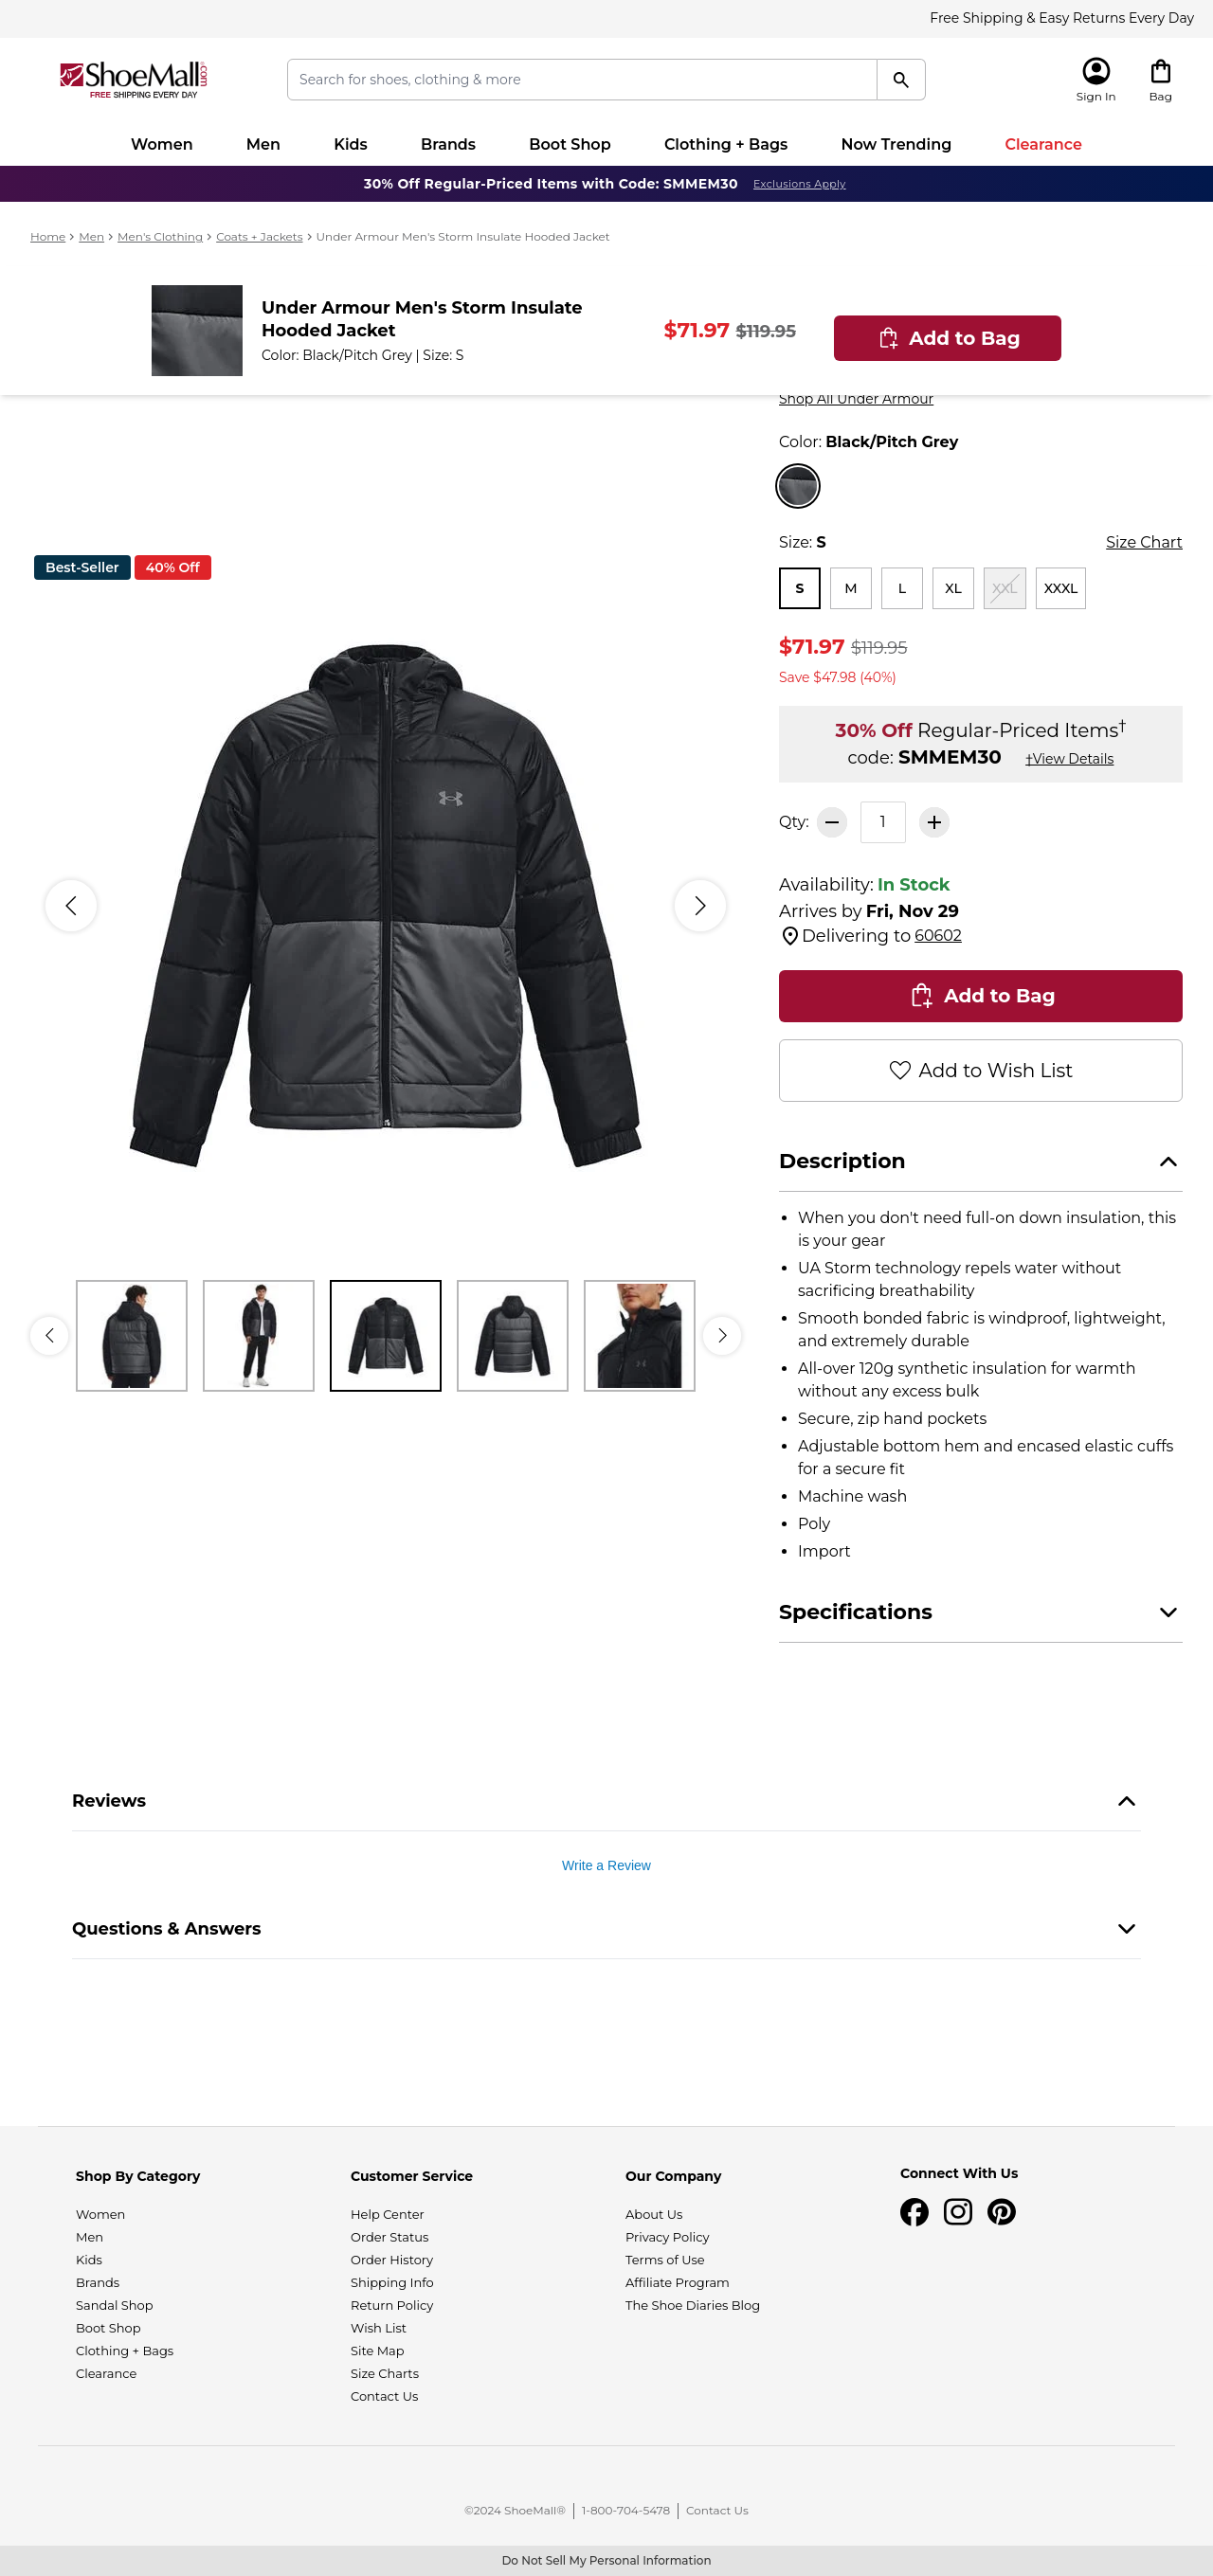 Free Shipping & Easy Returns Every Day
ShoeMall.com
FREE SHIPPING EVERY DAY
Search for shoes, clothing & more
Sign In
Bag
Women Men Kids Brands Boot Shop Clothing + Bags Now Trending Clearance
30% Off Regular-Priced Items with Code: SMMEM30 Exclusions Apply
Home > Men > Men's Clothing > Coats + Jackets > Under Armour Men's Storm Insulate Hooded Jacket
Under Armour Men's Storm Insulate
Hooded Jacket
Color: Black/Pitch Grey | Size: S
$71.97 $119.95
Add to Bag
Shop All Under Armour
Color: Black/Pitch Grey
Size: S
Size Chart
S M L XL XXL XXXL
$71.97 $119.95
Save $47.98 (40%)
30% Off Regular-Priced Items†
code: SMMEM30 †View Details
Qty: 1
Availability: In Stock
Arrives by Fri, Nov 29
Delivering to 60602
Add to Bag
Add to Wish List
Best-Seller
40% Off
Description
• When you don't need full-on down insulation, this
is your gear
• UA Storm technology repels water without
sacrificing breathability
• Smooth bonded fabric is windproof, lightweight,
and extremely durable
• All-over 120g synthetic insulation for warmth
without any excess bulk
• Secure, zip hand pockets
• Adjustable bottom hem and encased elastic cuffs
for a secure fit
• Machine wash
• Poly
• Import
Specifications
Reviews
Write a Review
Questions & Answers
Shop By Category
Women
Men
Kids
Brands
Sandal Shop
Boot Shop
Clothing + Bags
Clearance
Customer Service
Help Center
Order Status
Order History
Shipping Info
Return Policy
Wish List
Site Map
Size Charts
Contact Us
Our Company
About Us
Privacy Policy
Terms of Use
Affiliate Program
The Shoe Diaries Blog
Connect With Us
©2024 ShoeMall® | 1-800-704-5478 | Contact Us
Do Not Sell My Personal Information